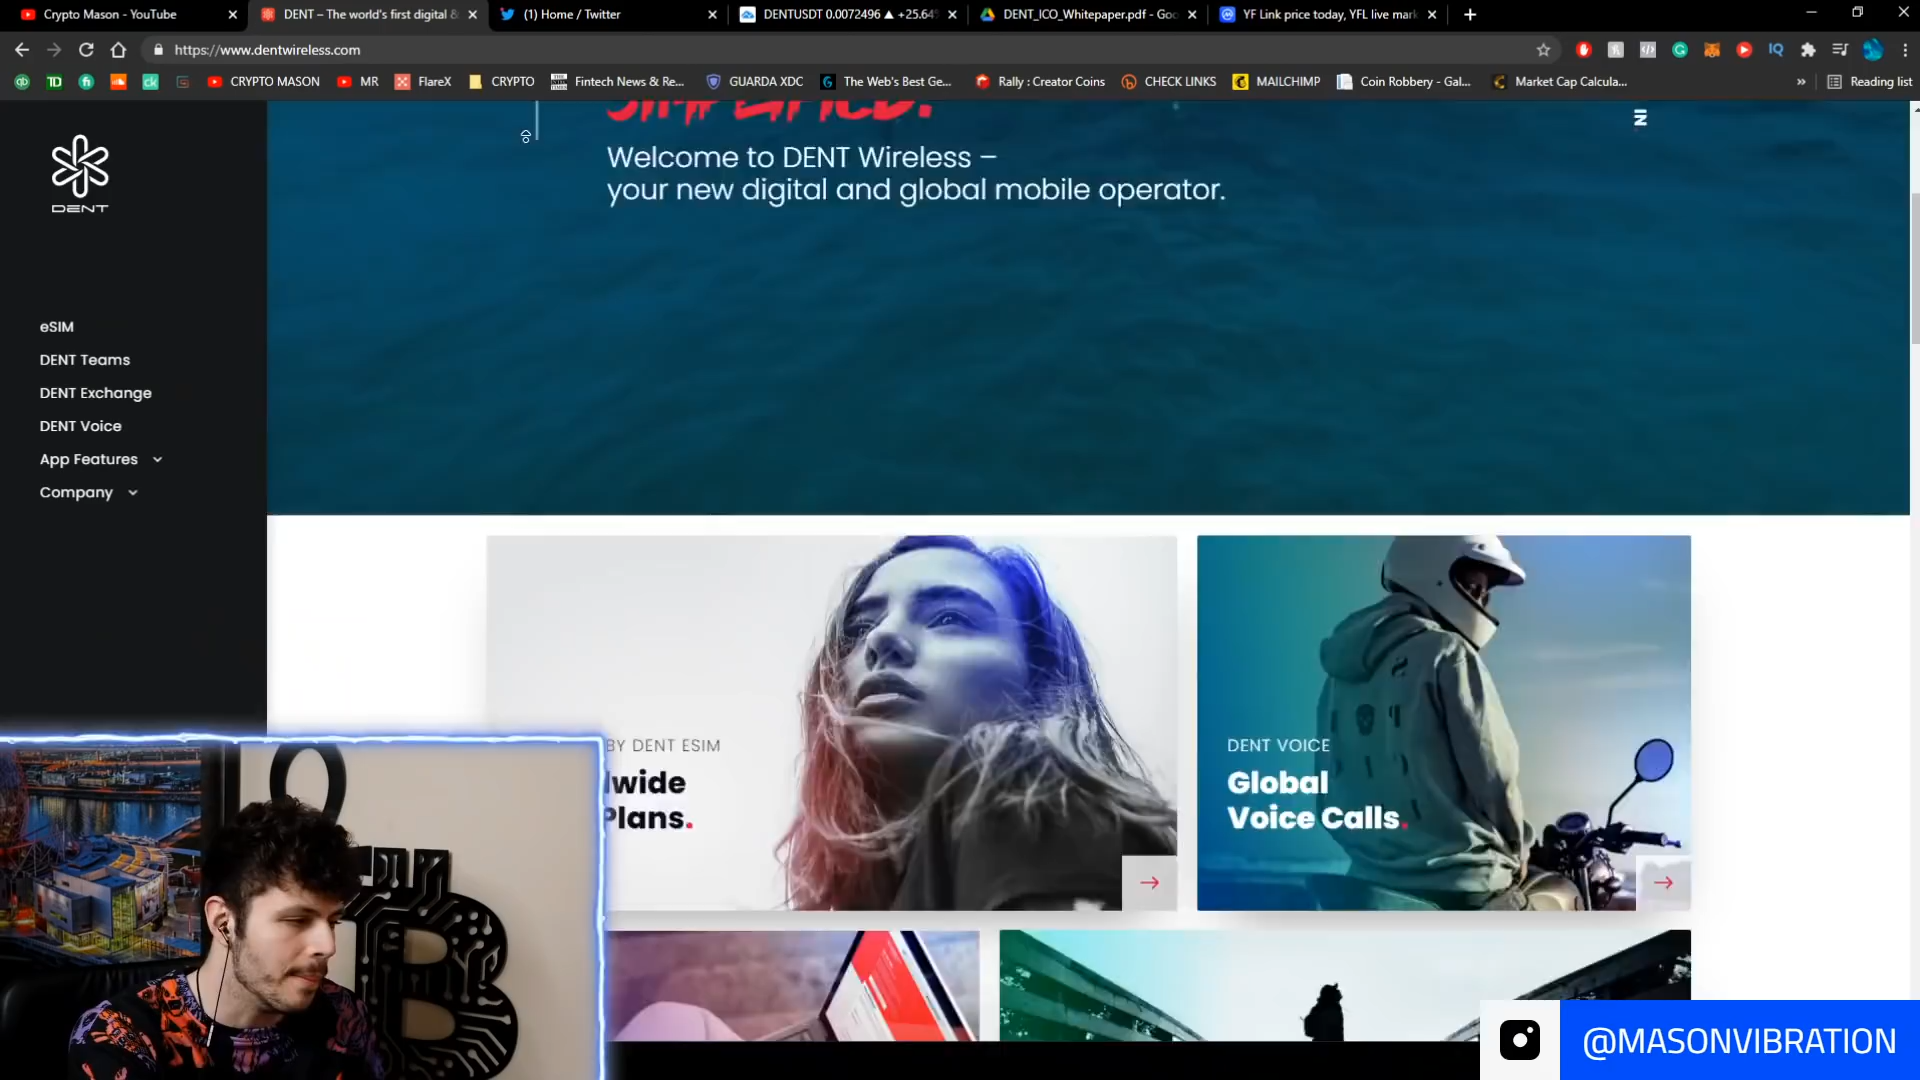 Crypto Mason - YouTube
DENT – The world's first digital &
(1) Home / Twitter
DENTUSDT 0.0072496 ▲ +25.64%
DENT_ICO_Whitepaper.pdf - Goo
YF Link price today, YFL live mark
https://www.dentwireless.com
CRYPTO MASON
MR
FlareX
CRYPTO
Fintech News & Re...
GUARDA XDC
The Web's Best Ge...
Rally : Creator Coins
CHECK LINKS
MAILCHIMP
Coin Robbery - Gal...
Market Cap Calcula...
Reading list
DENT
eSIM
DENT Teams
DENT Exchange
DENT Voice
App Features
Company
Welcome to DENT Wireless –
your new digital and global mobile operator.
BY DENT ESIM
wide
Plans.
DENT VOICE
Global
Voice Calls.
@MASONVIBRATION